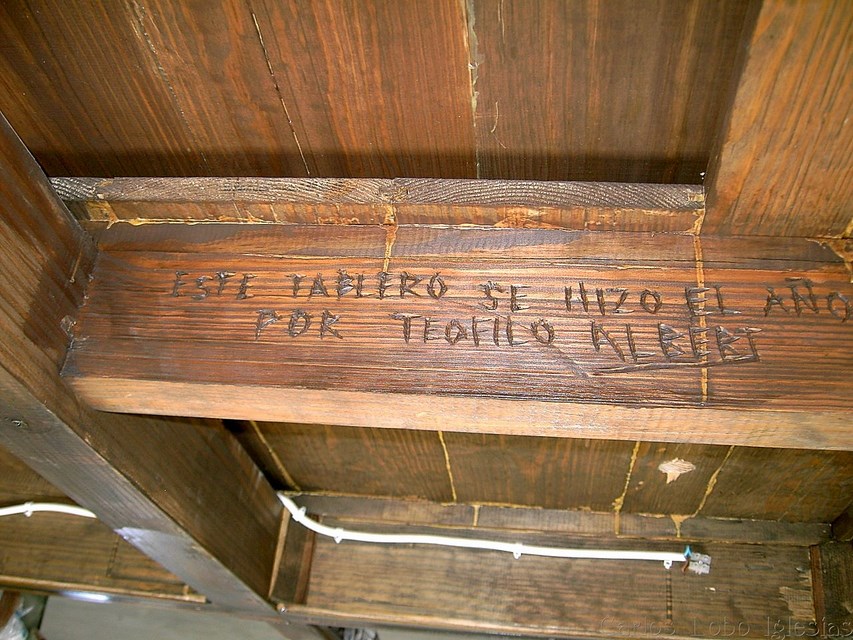 ESTE TABLERO SE HIZO EL AÑO
POR TEOFILO ALBERT
Carlos Lobo Iglesias